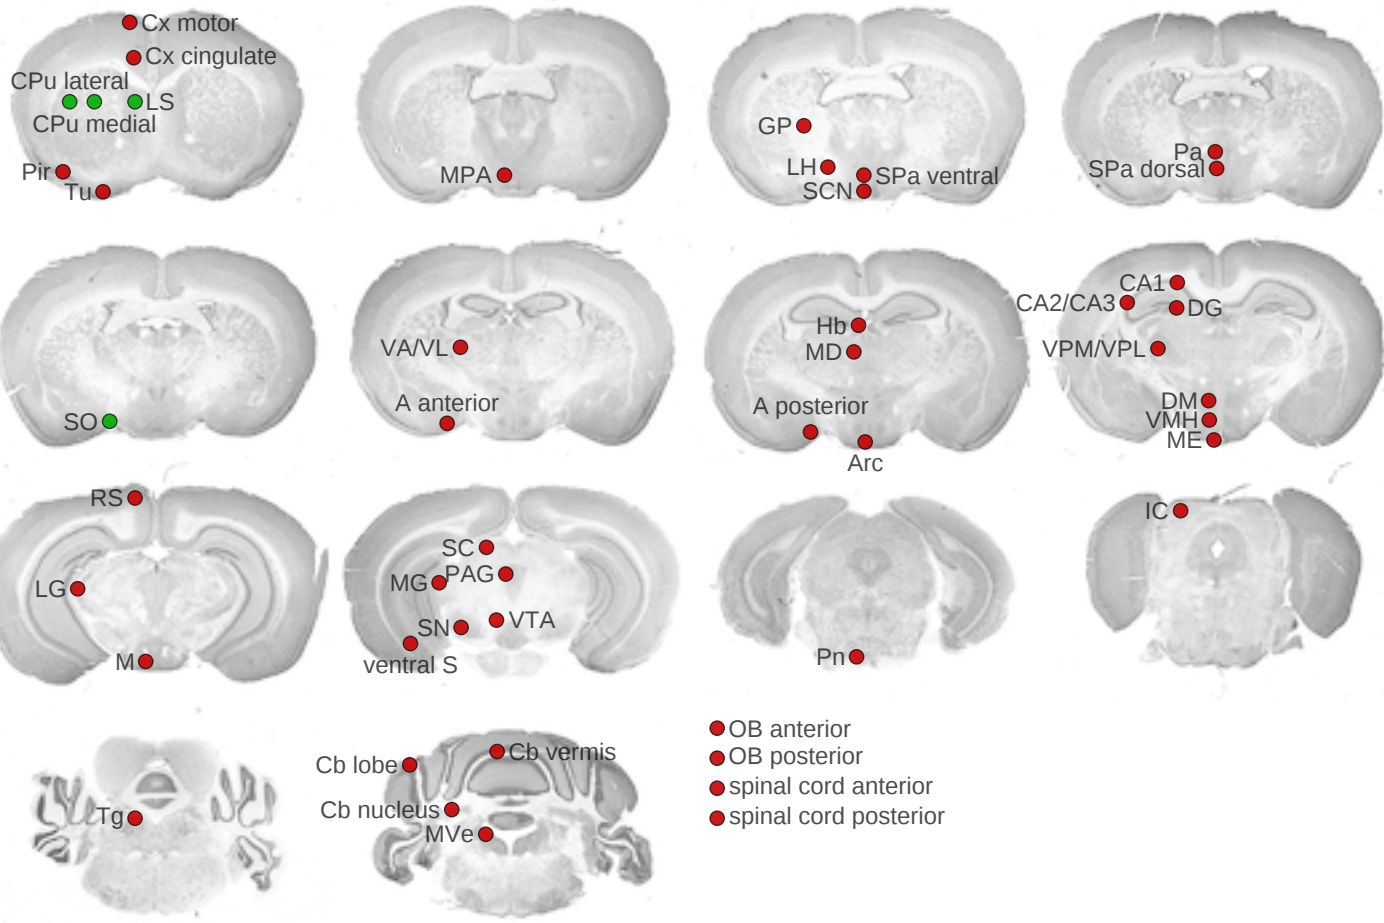 Cx motor
Cx cingulate
CPu lateral
LS
CPu medial
Pir
Tu
MPA
GP
LH
SPa ventral
SCN
Pa
SPa dorsal
SO
VA/VL
A anterior
Hb
MD
A posterior
Arc
CA1
CA2/CA3
DG
VPM/VPL
DM
VMH
ME
RS
LG
M
SC
MG
PAG
SN
VTA
ventral S
Pn
IC
Tg
Cb lobe
Cb vermis
Cb nucleus
MVe
OB anterior
OB posterior
spinal cord anterior
spinal cord posterior